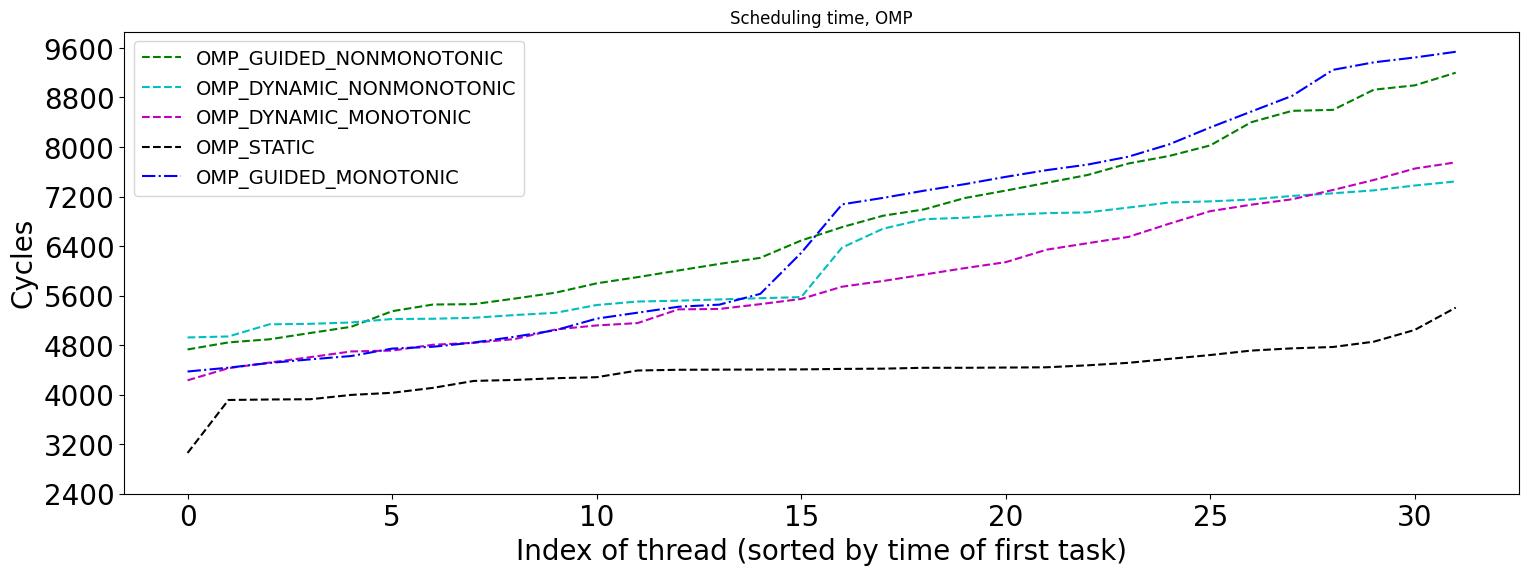 Scheduling time, OMP
OMP_GUIDED_NONMONOTONIC
OMP_DYNAMIC_NONMONOTONIC
OMP_DYNAMIC_MONOTONIC
OMP_STATIC
OMP_GUIDED_MONOTONIC
Cycles
9600
8800
8000
7200
6400
5600
4800
4000
3200
2400
0 5 10 15 20 25 30
Index of thread (sorted by time of first task)